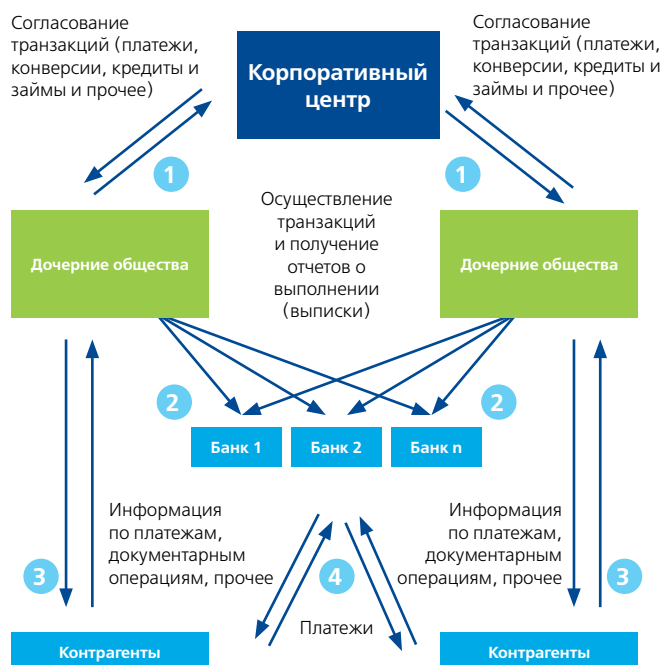 Согласование
транзакций (платежи,
конверсии, кредиты и
займы и прочее)
Корпоративный
центр
Согласование
транзакций (платежи,
конверсии, кредиты и
займы и прочее)
1
1
Дочерние общества
Осуществление
транзакций
и получение
отчетов о
выполнении
(выписки)
Дочерние общества
2
2
Банк 1
Банк 2
Банк n
Информация
по платежам,
документарным
операциям, прочее
Информация
по платежам,
документарным
операциям, прочее
3
4
3
Платежи
Контрагенты
Контрагенты